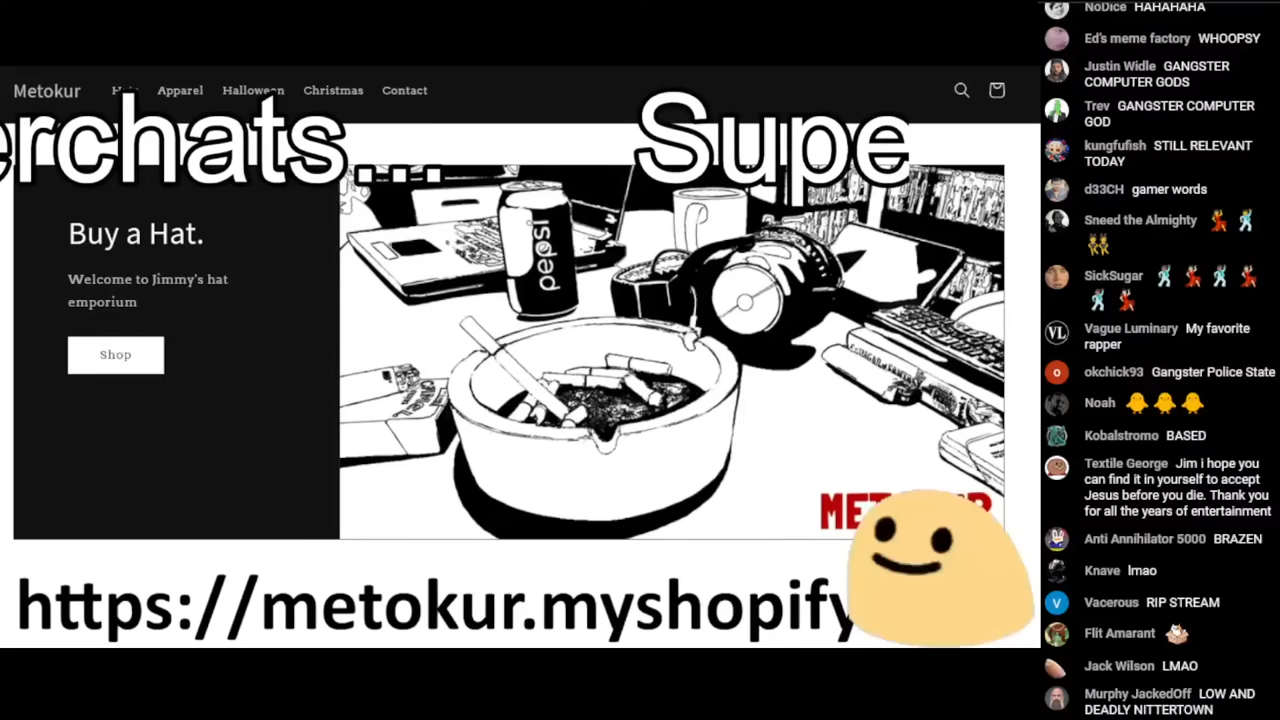 Metokur
Apparel Halloween Christmas Contact
erchats... Supe
Buy a Hat.
Welcome to Jimmy's hat
emporium
Shop
pepsi
https://metokur.myshopify
NoDice HAHAHAHA
Ed's meme factory WHOOPSY
Justin Widle GANGSTER
COMPUTER GODS
Trev GANGSTER COMPUTER
GOD
kungfufish STILL RELEVANT
TODAY
d33CH gamer words
Sneed the Almighty
SickSugar
VL Vague Luminary My favorite
rapper
o okchick93 Gangster Police State
Noah
Kobalstromo BASED
Textile George Jim i hope you
can find it in yourself to accept
Jesus before you die. Thank you
for all the years of entertainment
Anti Annihilator 5000 BRAZEN
Knave lmao
V Vacerous RIP STREAM
Flit Amarant
Jack Wilson LMAO
Murphy JackedOff LOW AND
DEADLY NITTERTOWN